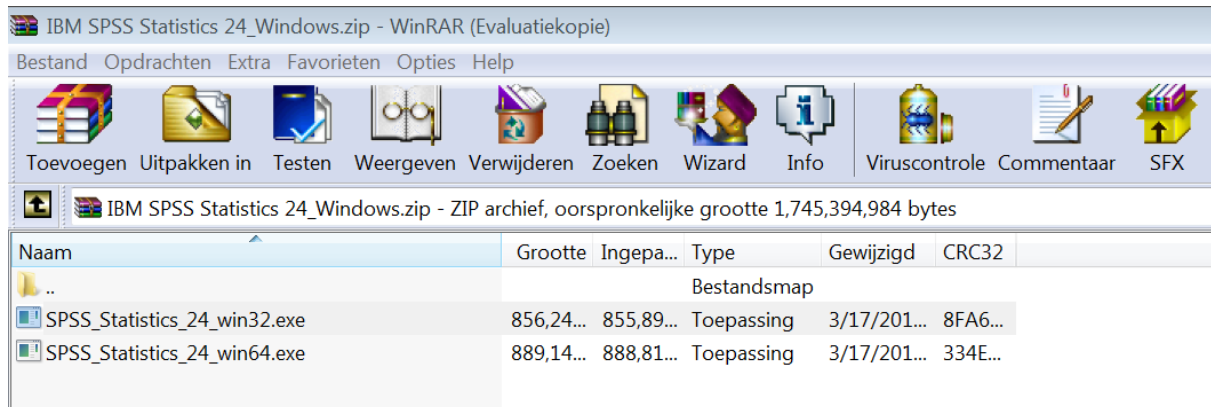 IBM SPSS Statistics 24_Windows.zip - WinRAR (Evaluatiekopie)
Bestand Opdrachten Extra Favorieten Opties Help
Toevoegen Uitpakken in Testen Weergeven Verwijderen Zoeken Wizard Info Viruscontrole Commentaar SFX
IBM SPSS Statistics 24_Windows.zip - ZIP archief, oorspronkelijke grootte 1,745,394,984 bytes
Naam Grootte Ingepa... Type Gewijzigd CRC32
.. Bestandsmap
SPSS_Statistics_24_win32.exe 856,24... 855,89... Toepassing 3/17/201... 8FA6...
SPSS_Statistics_24_win64.exe 889,14... 888,81... Toepassing 3/17/201... 334E...